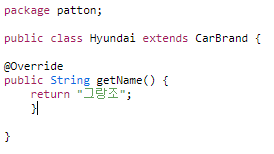 package patton;
public class Hyundai extends CarBrand {
@Override
public String getName() {
return "그랑조";
}
}